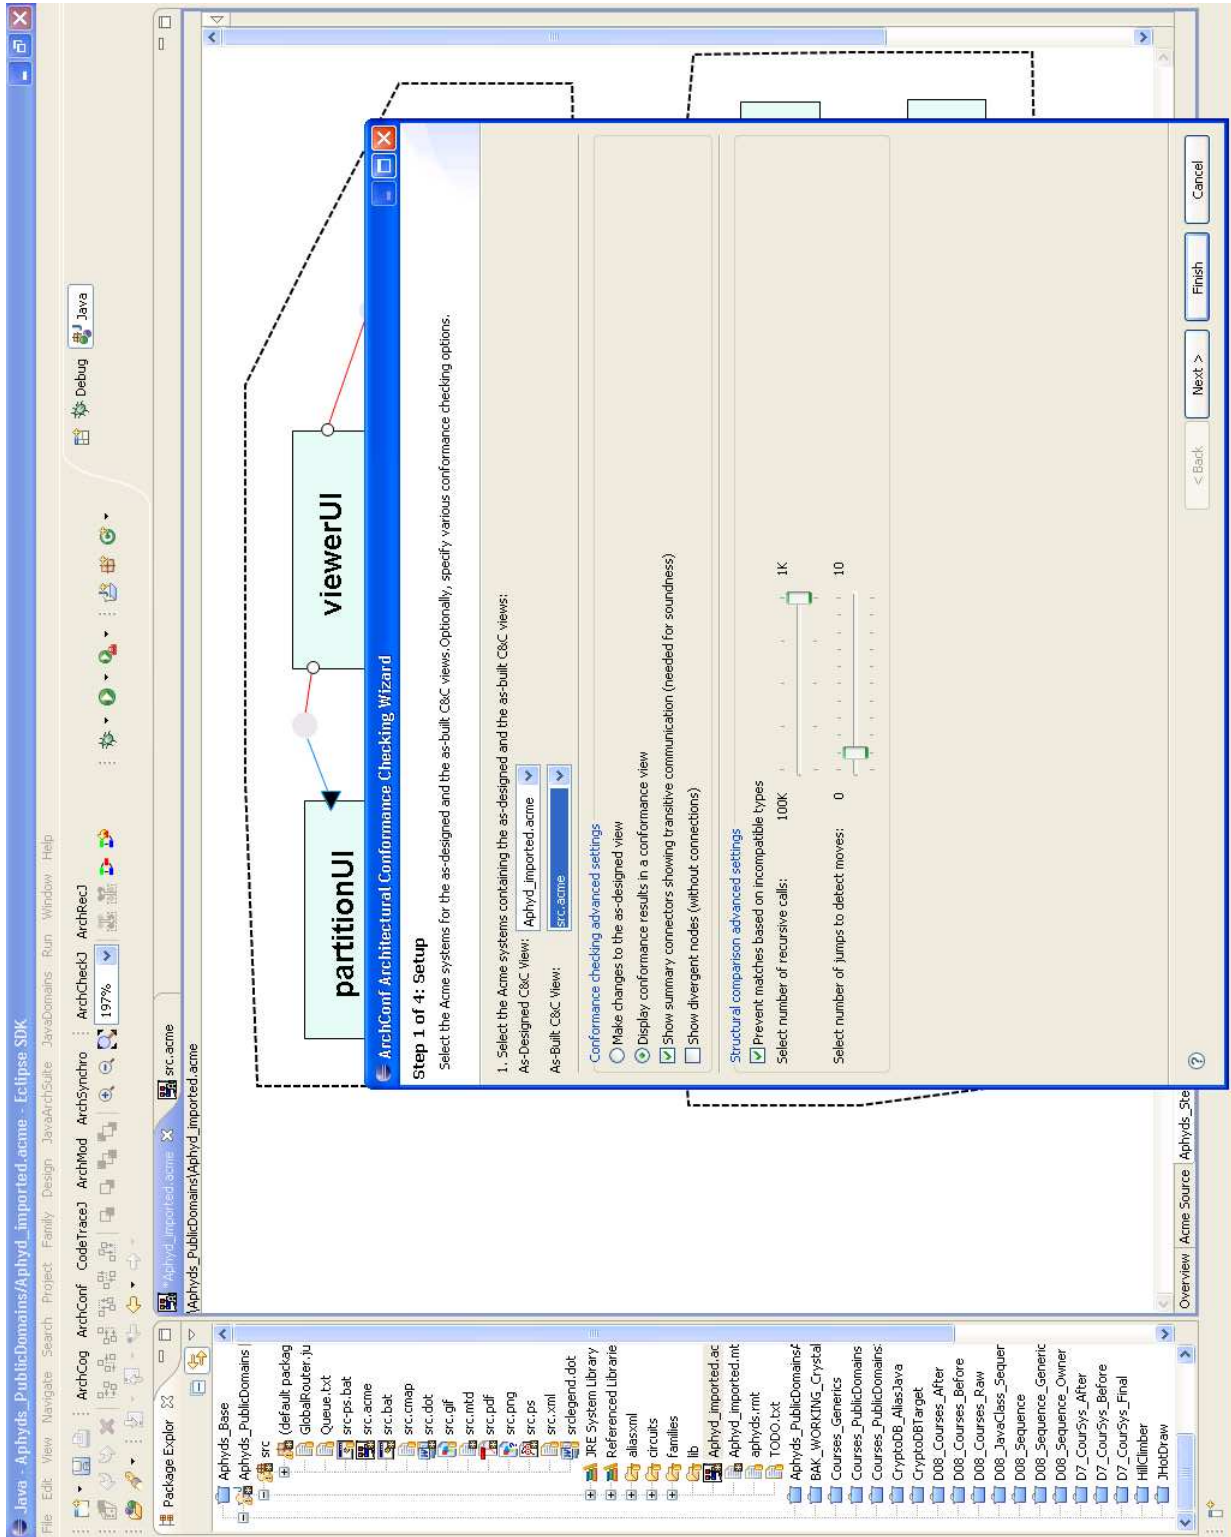 Java - Aphyds_PublicDomains/Aphyd_imported.acme - Eclipse SDK
File Edit View Navigate Search Project Family Design JavaArchSuite JavaDomains Run Window Help
ArchCog ArchConf CodeTraceJ ArchMod ArchSynchro ArchCheckJ ArchRecJ
197%
Debug Java
Package Explor
Aphyds_Base
Aphyds_PublicDomains
src
(default packag
GlobalRouter.ju
Queue.txt
src-ps.bat
src.acme
src.bat
src.cmap
src.dot
src.gif
src.mtd
src.pdf
src.png
src.ps
src.xml
srclegend.dot
JRE System Library
Referenced Librarie
aliasxml
circuits
families
lib
Aphyd_imported.ac
Aphyd_imported.mt
aphyds.rmt
TODO.txt
Aphyds_PublicDomainsA
BAK_WORKING_Crystal
Courses_Generics
Courses_PublicDomains
Courses_PublicDomains:
CryptoDB_AliasJava
CryptoDBTarget
D08_Courses_After
D08_Courses_Before
D08_Courses_Raw
D08_JavaClass_Sequer
D08_Sequence
D08_Sequence_Generic
D08_Sequence_Owner
D7_CourSys_After
D7_CourSys_Before
D7_CourSys_Final
HillClimber
JHotDraw
*Aphyd_imported.acme
src.acme
\Aphyds_PublicDomains\Aphyd_imported.acme
partitionUI
viewerUI
ArchConf Architectural Conformance Checking Wizard
Step 1 of 4: Setup
Select the Acme systems for the as-designed and the as-built C&C views.Optionally, specify various conformance checking options.
1. Select the Acme systems containing the as-designed and the as-built C&C views:
As-Designed C&C View: Aphyd_imported.acme
As-Built C&C View: src.acme
Conformance checking advanced settings
Make changes to the as-designed view
Display conformance results in a conformance view
Show summary connectors showing transitive communication (needed for soundness)
Show divergent nodes (without connections)
Structural comparison advanced settings
Prevent matches based on incompatible types
Select number of recursive calls: 100K 1K
Select number of jumps to detect moves: 0 10
< Back Next > Finish Cancel
Overview Acme Source Aphyds_Ste